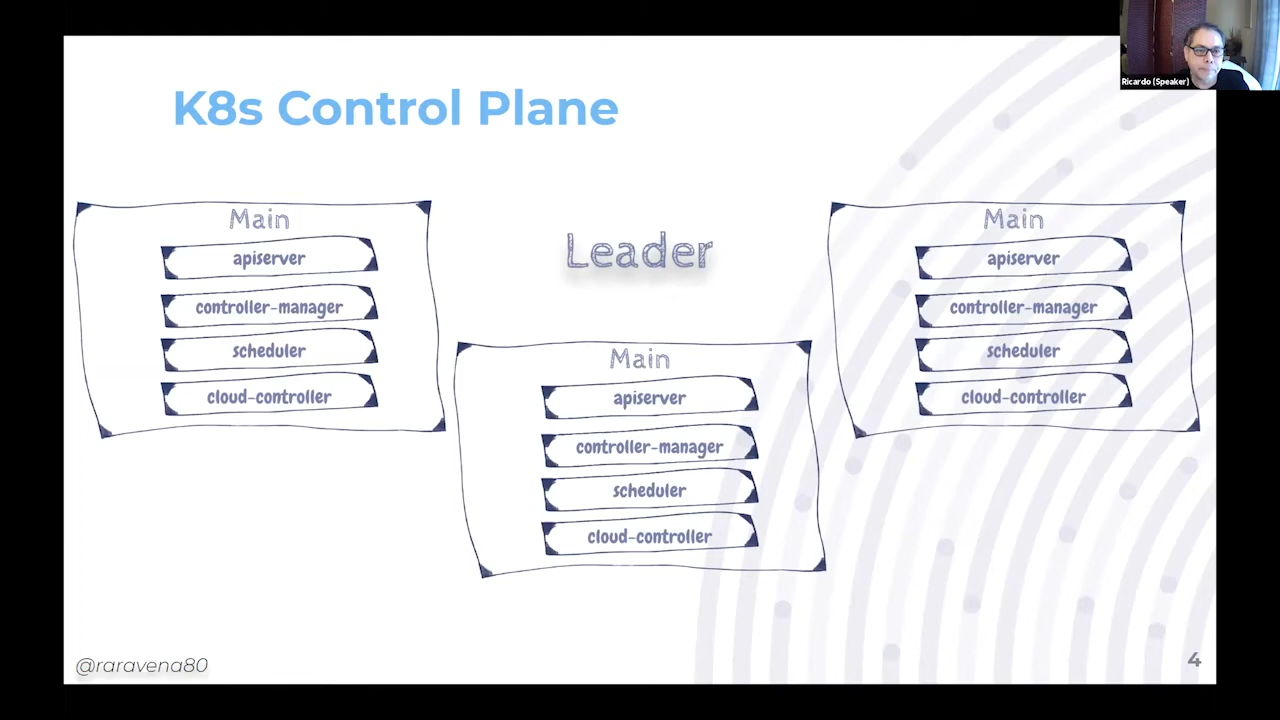 Ricardo (Speaker)
K8s Control Plane
Main
apiserver
controller-manager
scheduler
cloud-controller
Leader
Main
apiserver
controller-manager
scheduler
cloud-controller
Main
apiserver
controller-manager
scheduler
cloud-controller
@raravena80
4